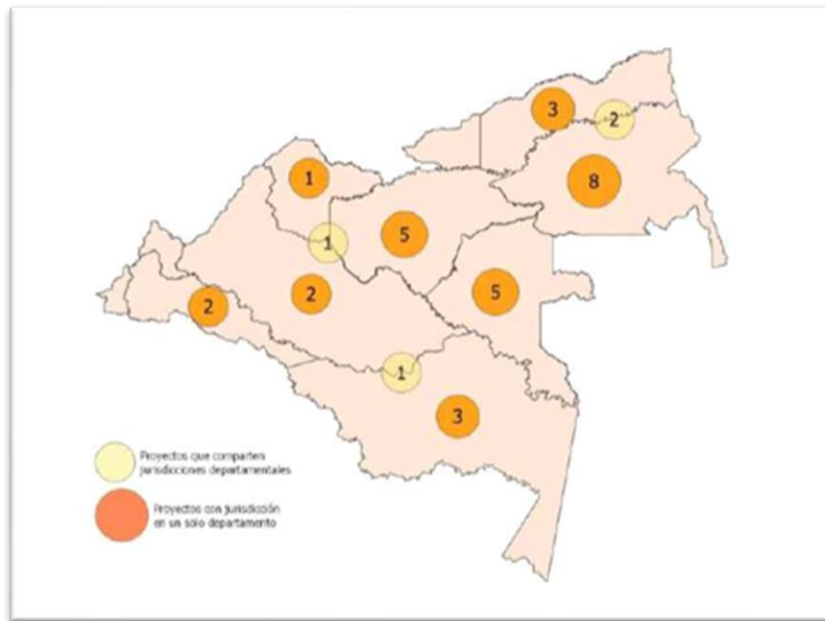 3
2
1
8
5
1
5
2
2
1
3
Proyectos que comparten
jurisdicciones departamentales
Proyectos con jurisdicción
en un solo departamento